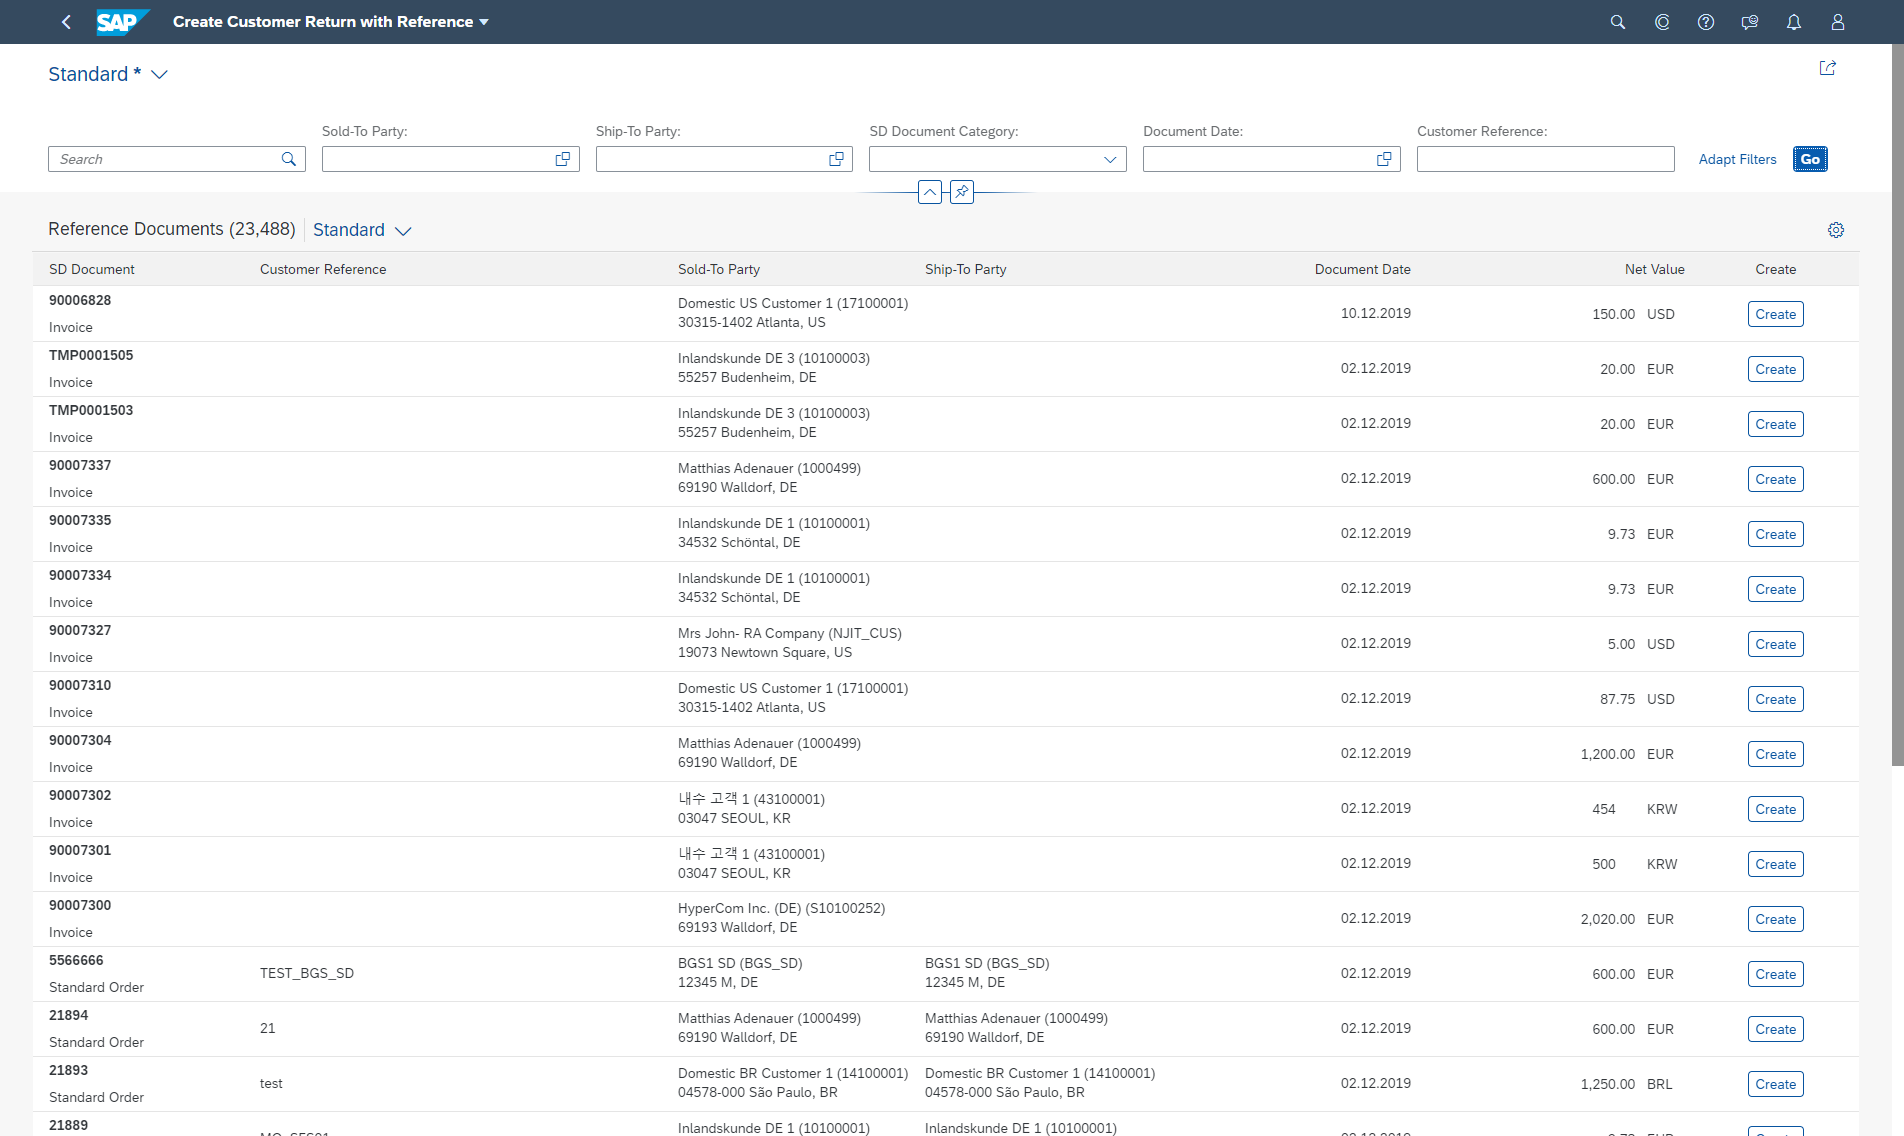 SAP Create Customer Return with Reference
Standard *
Sold-To Party: Ship-To Party: SD Document Category: Document Date: Customer Reference:
Search Adapt Filters Go
Reference Documents (23,488) Standard
SD Document Customer Reference Sold-To Party Ship-To Party Document Date Net Value Create
90006828
Invoice
Domestic US Customer 1 (17100001)
30315-1402 Atlanta, US
10.12.2019 150.00 USD Create
TMP0001505
Invoice
Inlandskunde DE 3 (10100003)
55257 Budenheim, DE
02.12.2019 20.00 EUR Create
TMP0001503
Invoice
Inlandskunde DE 3 (10100003)
55257 Budenheim, DE
02.12.2019 20.00 EUR Create
90007337
Invoice
Matthias Adenauer (1000499)
69190 Walldorf, DE
02.12.2019 600.00 EUR Create
90007335
Invoice
Inlandskunde DE 1 (10100001)
34532 Schöntal, DE
02.12.2019 9.73 EUR Create
90007334
Invoice
Inlandskunde DE 1 (10100001)
34532 Schöntal, DE
02.12.2019 9.73 EUR Create
90007327
Invoice
Mrs John- RA Company (NJIT_CUS)
19073 Newtown Square, US
02.12.2019 5.00 USD Create
90007310
Invoice
Domestic US Customer 1 (17100001)
30315-1402 Atlanta, US
02.12.2019 87.75 USD Create
90007304
Invoice
Matthias Adenauer (1000499)
69190 Walldorf, DE
02.12.2019 1,200.00 EUR Create
90007302
Invoice
내수 고객 1 (43100001)
03047 SEOUL, KR
02.12.2019 454 KRW Create
90007301
Invoice
내수 고객 1 (43100001)
03047 SEOUL, KR
02.12.2019 500 KRW Create
90007300
Invoice
HyperCom Inc. (DE) (S10100252)
69193 Walldorf, DE
02.12.2019 2,020.00 EUR Create
5566666
Standard Order
TEST_BGS_SD
BGS1 SD (BGS_SD)
12345 M, DE
BGS1 SD (BGS_SD)
12345 M, DE
02.12.2019 600.00 EUR Create
21894
Standard Order
21
Matthias Adenauer (1000499)
69190 Walldorf, DE
Matthias Adenauer (1000499)
69190 Walldorf, DE
02.12.2019 600.00 EUR Create
21893
Standard Order
test
Domestic BR Customer 1 (14100001)
04578-000 São Paulo, BR
Domestic BR Customer 1 (14100001)
04578-000 São Paulo, BR
02.12.2019 1,250.00 BRL Create
21889
Inlandskunde DE 1 (10100001)
Inlandskunde DE 1 (10100001)